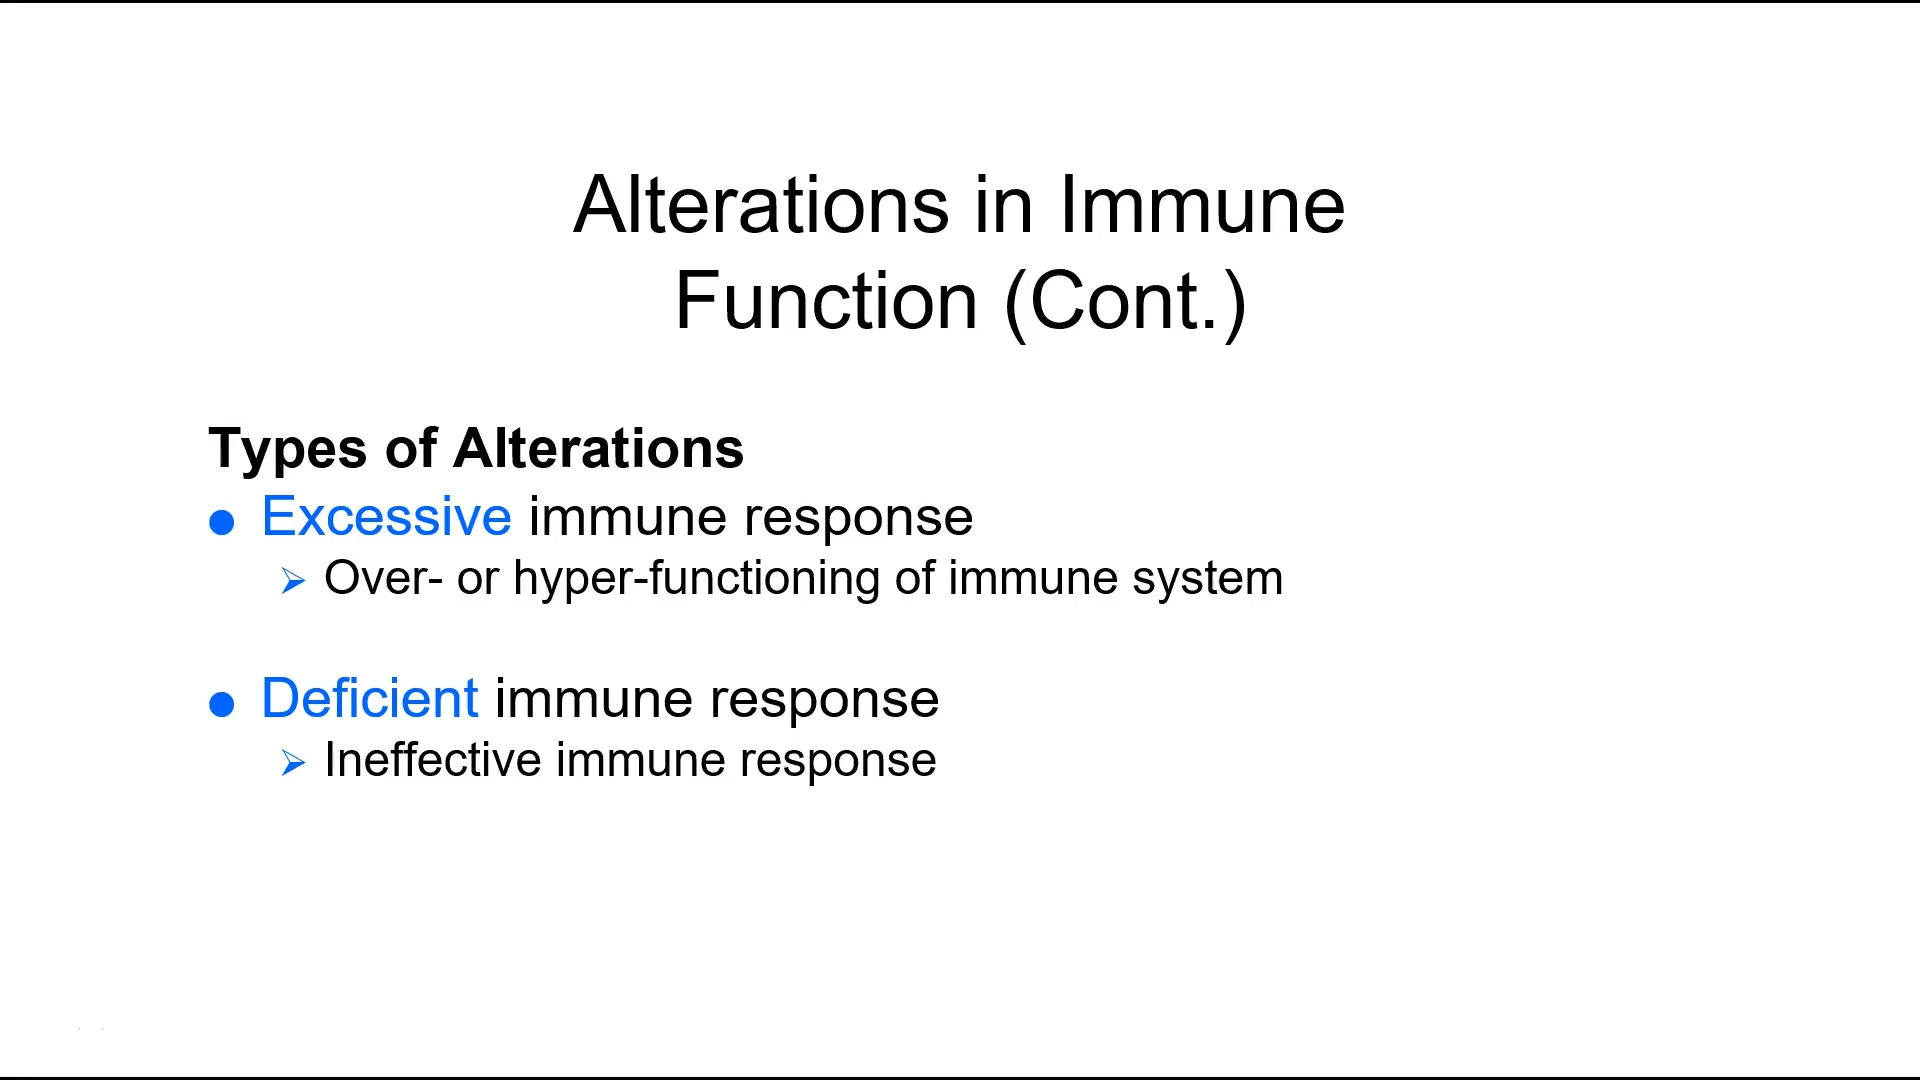 Alterations in Immune
Function (Cont.)
Types of Alterations
● Excessive immune response
➢ Over- or hyper-functioning of immune system
● Deficient immune response
➢ Ineffective immune response